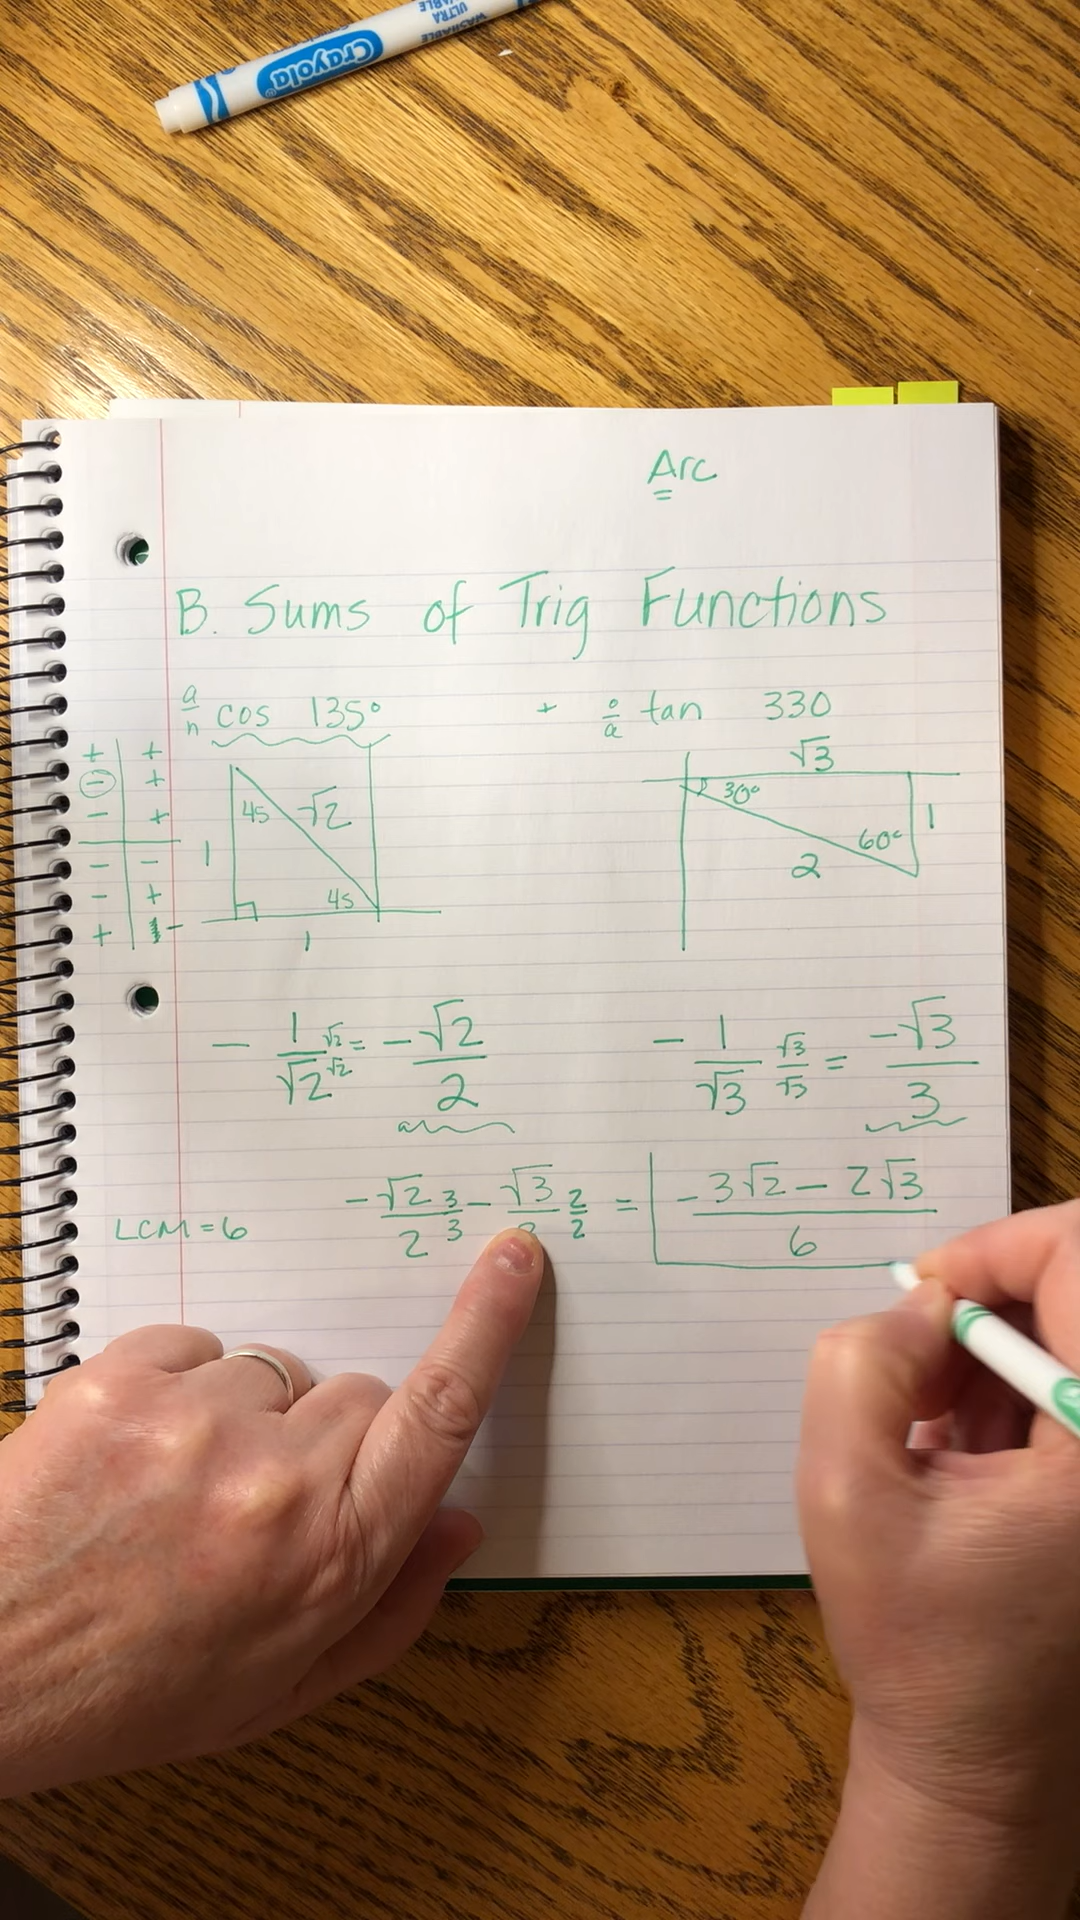 Crayola
ULTRA
WASHABLE
Arc
B. Sums of Trig Functions
a/h cos 135° + o/a tan 330
+ | +
- | +
- | +
- | -
- | +
+ | -
45 √2
1
45
1
√3
30°
1
60°
2
- 1/√2 √2/√2 = -√2/2
- 1/√3 √3/√3 = -√3/3
LCM = 6
-√2/2 3/3 - √3/ 2/2 = -3√2 - 2√3/6